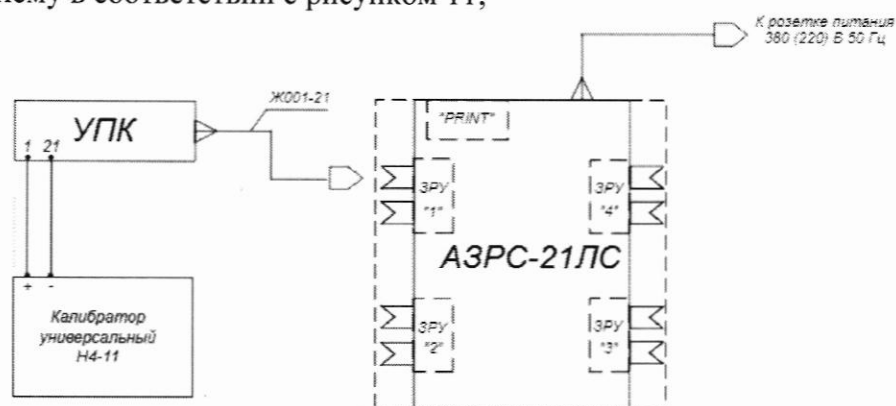 схему в соответствии с рисунком 11;
К розетке питания
380 (220) В 50 Гц
Ж001-21
УПК
1 21
"PRINT"
ЗРУ
"1"
ЗРУ
"4"
АЗРС-21ЛС
+ -
Калибратор
универсальный
Н4-11
ЗРУ
"2"
ЗРУ
"3"